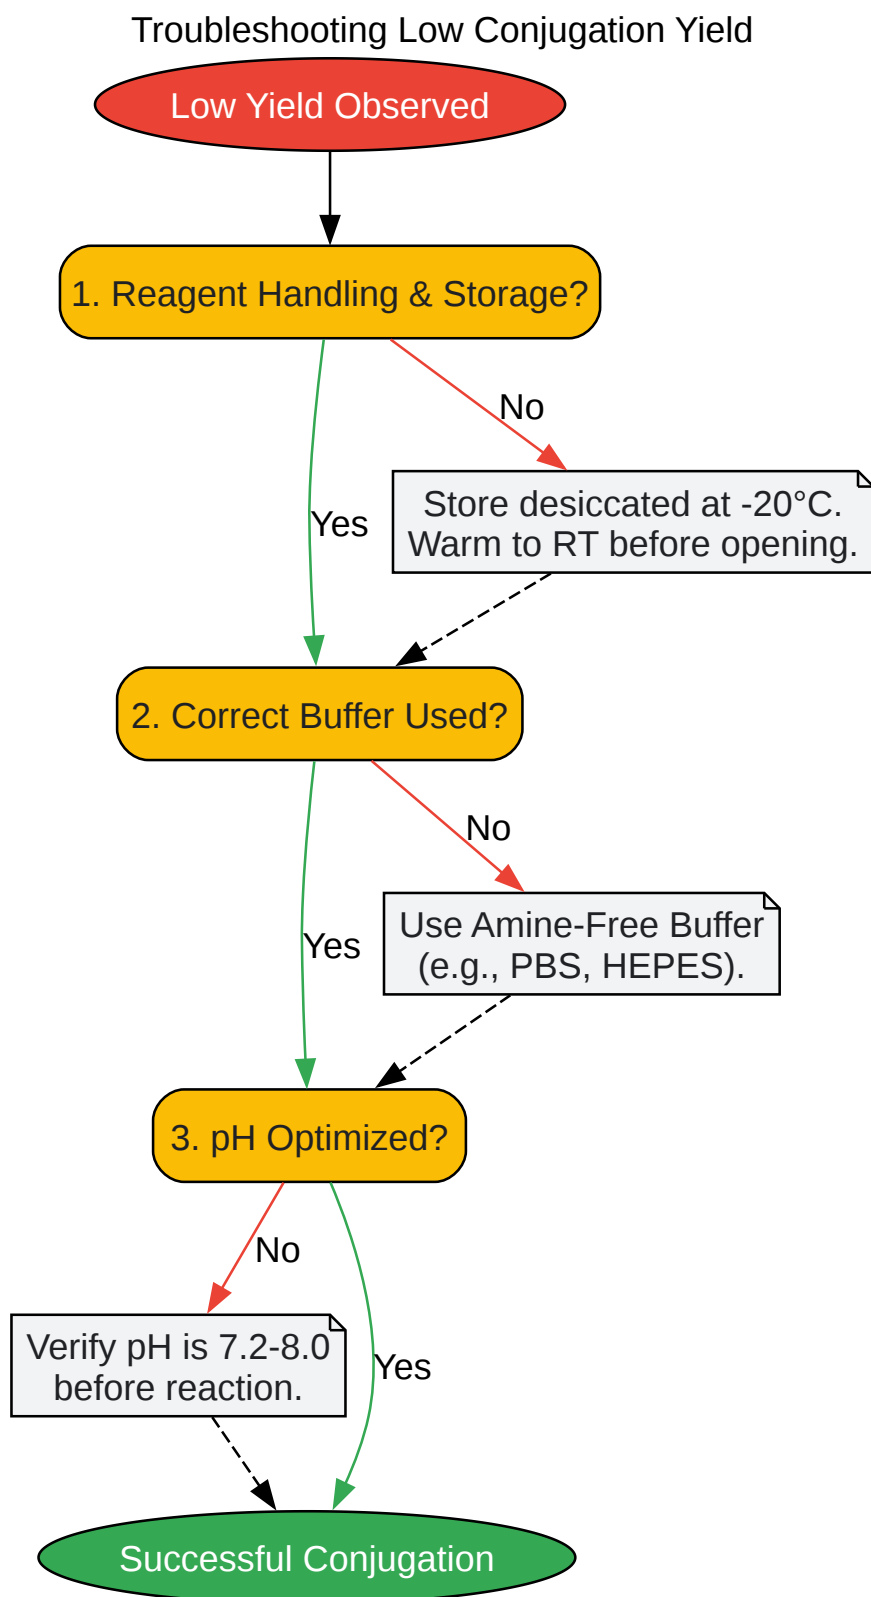 Troubleshooting Low Conjugation Yield
Low Yield Observed
1. Reagent Handling & Storage?
No
Store desiccated at -20°C.
Warm to RT before opening.
Yes
2. Correct Buffer Used?
No
Use Amine-Free Buffer
(e.g., PBS, HEPES).
Yes
3. pH Optimized?
No
Verify pH is 7.2-8.0
before reaction.
Yes
Successful Conjugation